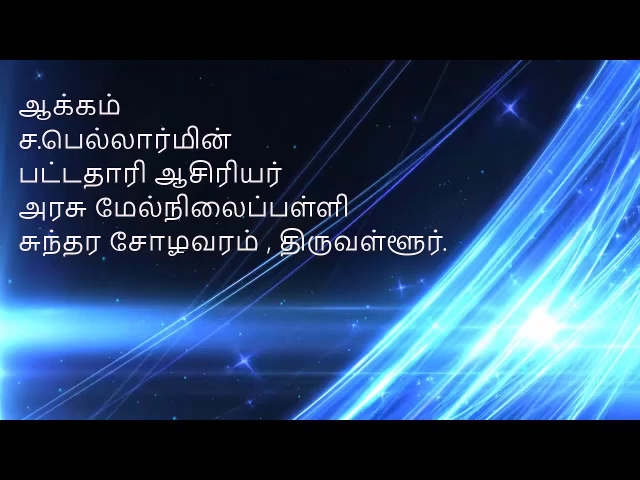 ஆக்கம்
ச.பெல்லார்மின்
பட்டதாரி ஆசிரியர்
அரசு மேல்நிலைப்பள்ளி
சுந்தர சோழவரம் , திருவள்ளூர்.